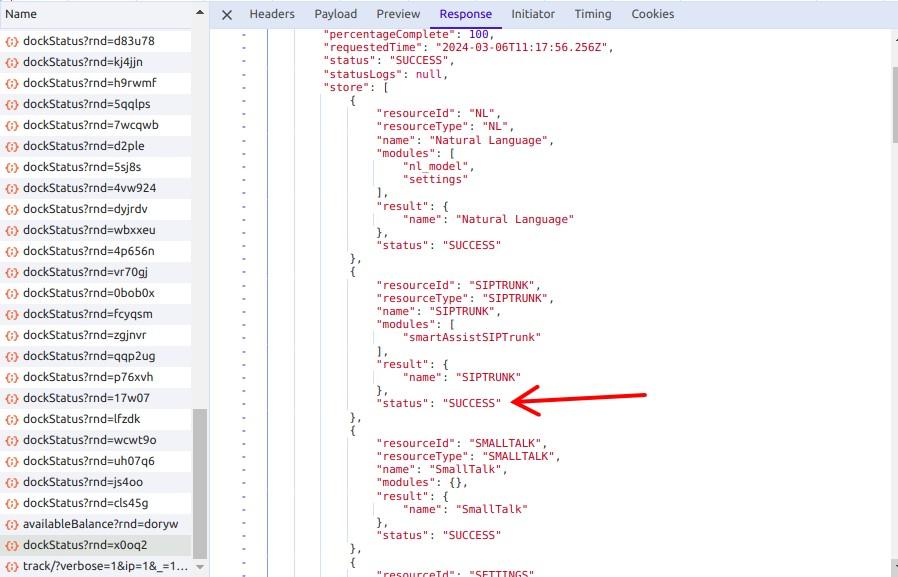 Name
dockStatus?rnd=d83u78
dockStatus?rnd=kj4jjn
dockStatus?rnd=h9rwmf
dockStatus?rnd=5qqlps
dockStatus?rnd=7wcqwb
dockStatus?rnd=d2ple
dockStatus?rnd=5sj8s
dockStatus?rnd=4vw924
dockStatus?rnd=dyjrdv
dockStatus?rnd=wbxxeu
dockStatus?rnd=4p656n
dockStatus?rnd=vr70gj
dockStatus?rnd=0bob0x
dockStatus?rnd=fcyqsm
dockStatus?rnd=zgjnvr
dockStatus?rnd=qqp2ug
dockStatus?rnd=p76xvh
dockStatus?rnd=17w07
dockStatus?rnd=lfzdk
dockStatus?rnd=wcwt9o
dockStatus?rnd=uh07q6
dockStatus?rnd=js4oo
dockStatus?rnd=cls45g
availableBalance?rnd=doryw
dockStatus?rnd=x0oq2
track/?verbose=1&ip=1&_=1...
Headers Payload Preview Response Initiator Timing Cookies
"percentageComplete": 100,
"requestedTime": "2024-03-06T11:17:56.256Z",
"status": "SUCCESS",
"statusLogs": null,
"store": [
{
"resourceId": "NL",
"resourceType": "NL",
"name": "Natural Language",
"modules": [
"nl_model",
"settings"
],
"result": {
"name": "Natural Language"
},
"status": "SUCCESS"
},
{
"resourceId": "SIPTRUNK",
"resourceType": "SIPTRUNK",
"name": "SIPTRUNK",
"modules": [
"smartAssistSIPTrunk"
],
"result": {
"name": "SIPTRUNK"
},
"status": "SUCCESS"
},
{
"resourceId": "SMALLTALK",
"resourceType": "SMALLTALK",
"name": "SmallTalk",
"modules": {},
"result": {
"name": "SmallTalk"
},
"status": "SUCCESS"
},
{
"resourceId": "SETTINGS",